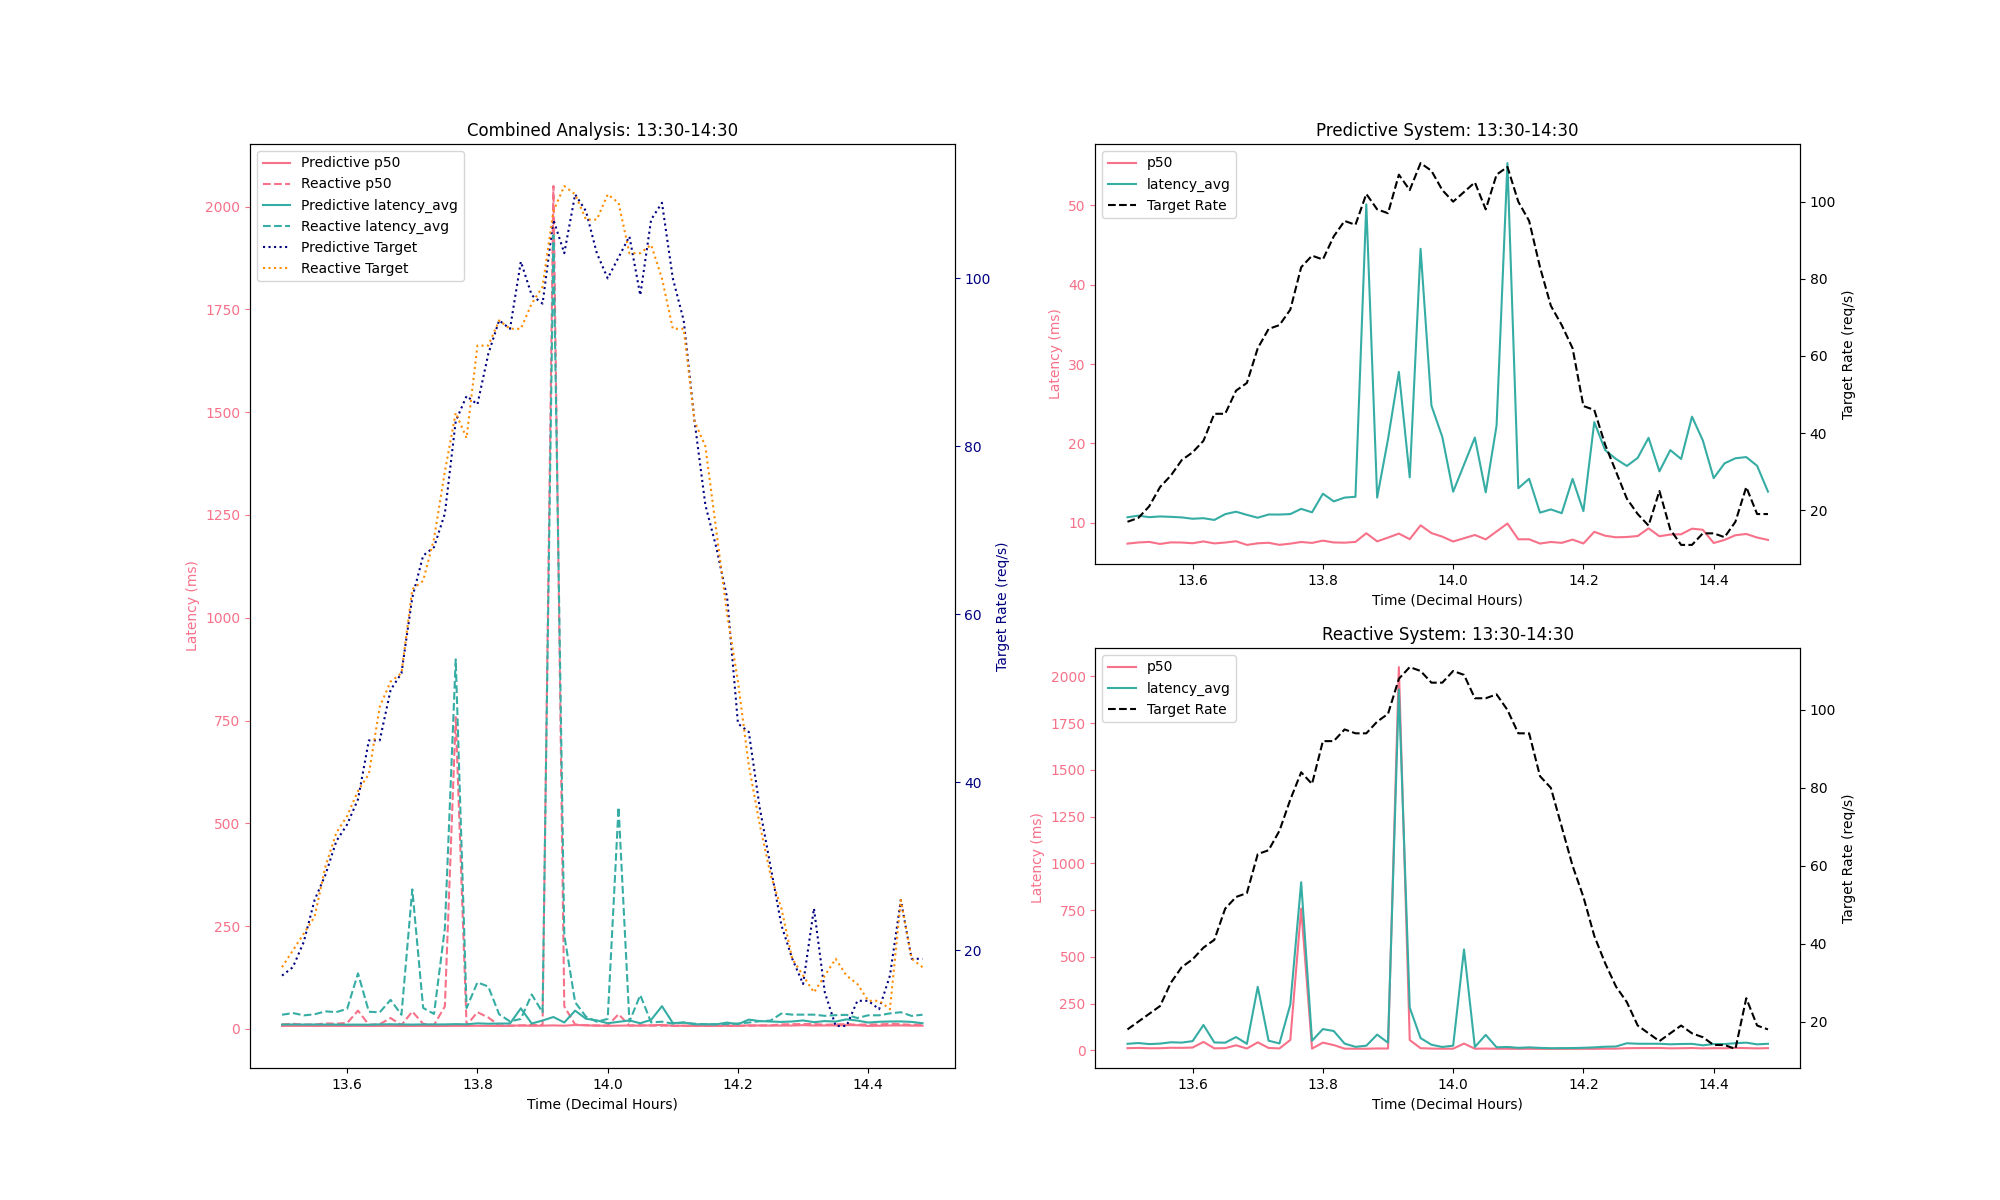 Combined Analysis: 13:30-14:30
Predictive p50
Reactive p50
Predictive latency_avg
Reactive latency_avg
Predictive Target
Reactive Target
Latency (ms)
2000
1750
1500
1250
1000
750
500
250
0
100
80
60
40
20
Target Rate (req/s)
13.6 13.8 14.0 14.2 14.4
Time (Decimal Hours)
Predictive System: 13:30-14:30
p50
latency_avg
Target Rate
Latency (ms)
50
40
30
20
10
100
80
60
40
20
Target Rate (req/s)
13.6 13.8 14.0 14.2 14.4
Time (Decimal Hours)
Reactive System: 13:30-14:30
p50
latency_avg
Target Rate
Latency (ms)
2000
1750
1500
1250
1000
750
500
250
0
100
80
60
40
20
Target Rate (req/s)
13.6 13.8 14.0 14.2 14.4
Time (Decimal Hours)